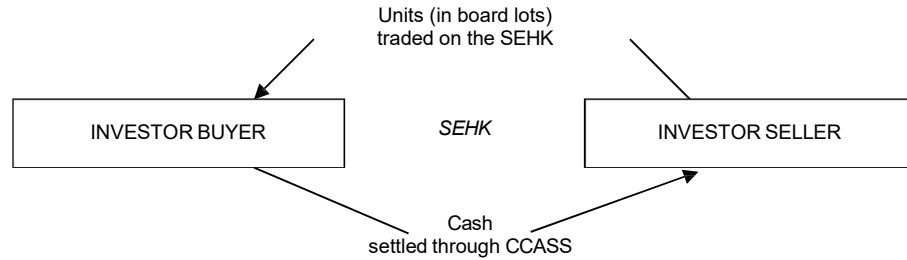 Units (in board lots)
traded on the SEHK
INVESTOR BUYER
SEHK
INVESTOR SELLER
Cash
settled through CCASS